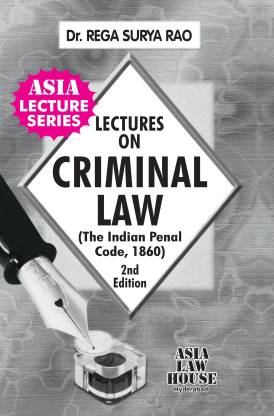 Dr. REGA SURYA RAO
ASIA
LECTURE
SERIES
LECTURES
ON
CRIMINAL
LAW
(The Indian Penal
Code, 1860)
2nd
Edition
ASIA
LAW
HOUSE
Hyderabad